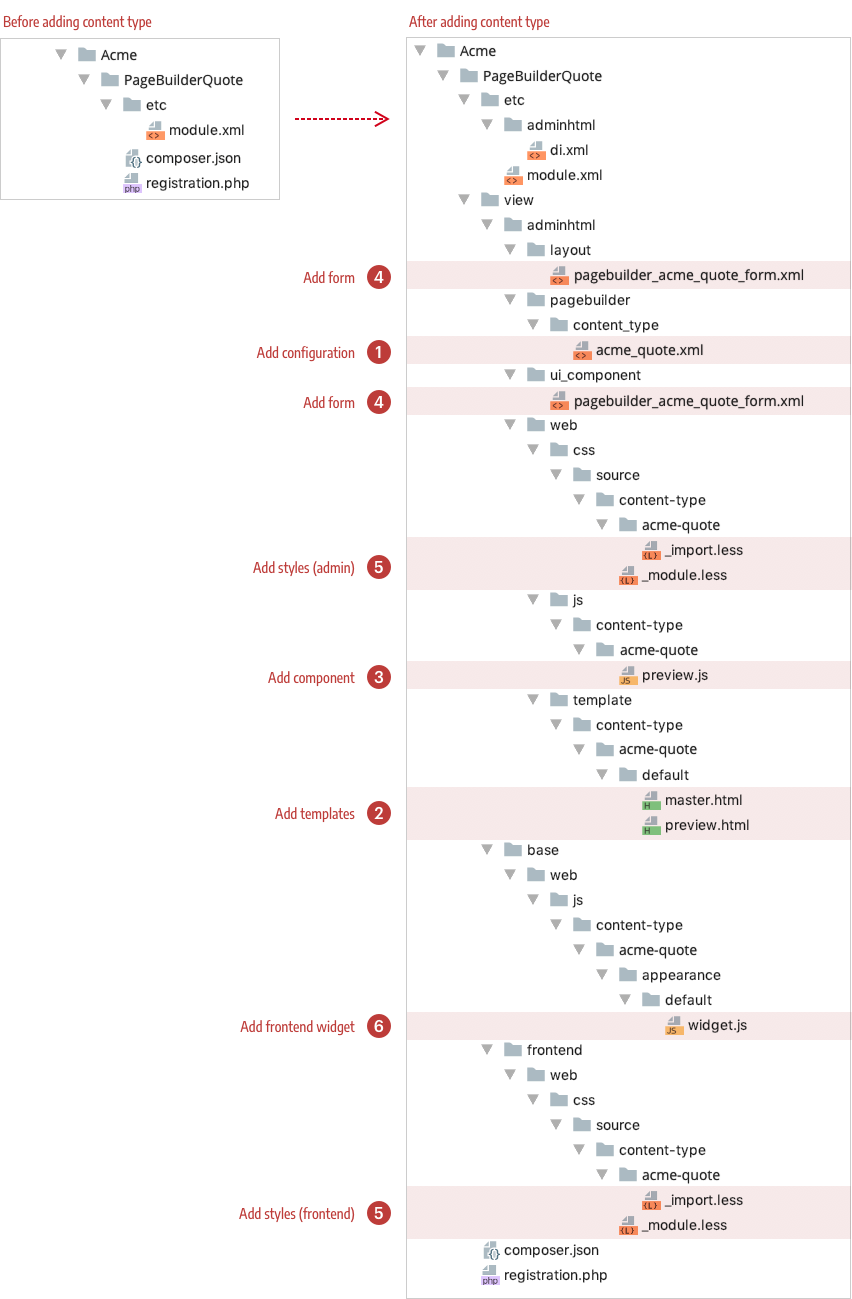 Before adding content type
Acme
PageBuilderQuote
etc
module.xml
composer.json
registration.php
After adding content type
Acme
PageBuilderQuote
etc
adminhtml
di.xml
module.xml
view
adminhtml
layout
Add form 4 pagebuilder_acme_quote_form.xml
pagebuilder
content_type
Add configuration 1 acme_quote.xml
ui_component
Add form 4 pagebuilder_acme_quote_form.xml
web
css
source
content-type
acme-quote
_import.less
Add styles (admin) 5
_module.less
js
content-type
acme-quote
Add component 3 preview.js
template
content-type
acme-quote
default
master.html
Add templates 2
preview.html
base
web
js
content-type
acme-quote
appearance
default
Add frontend widget 6 widget.js
frontend
web
css
source
content-type
acme-quote
_import.less
Add styles (frontend) 5
_module.less
composer.json
registration.php